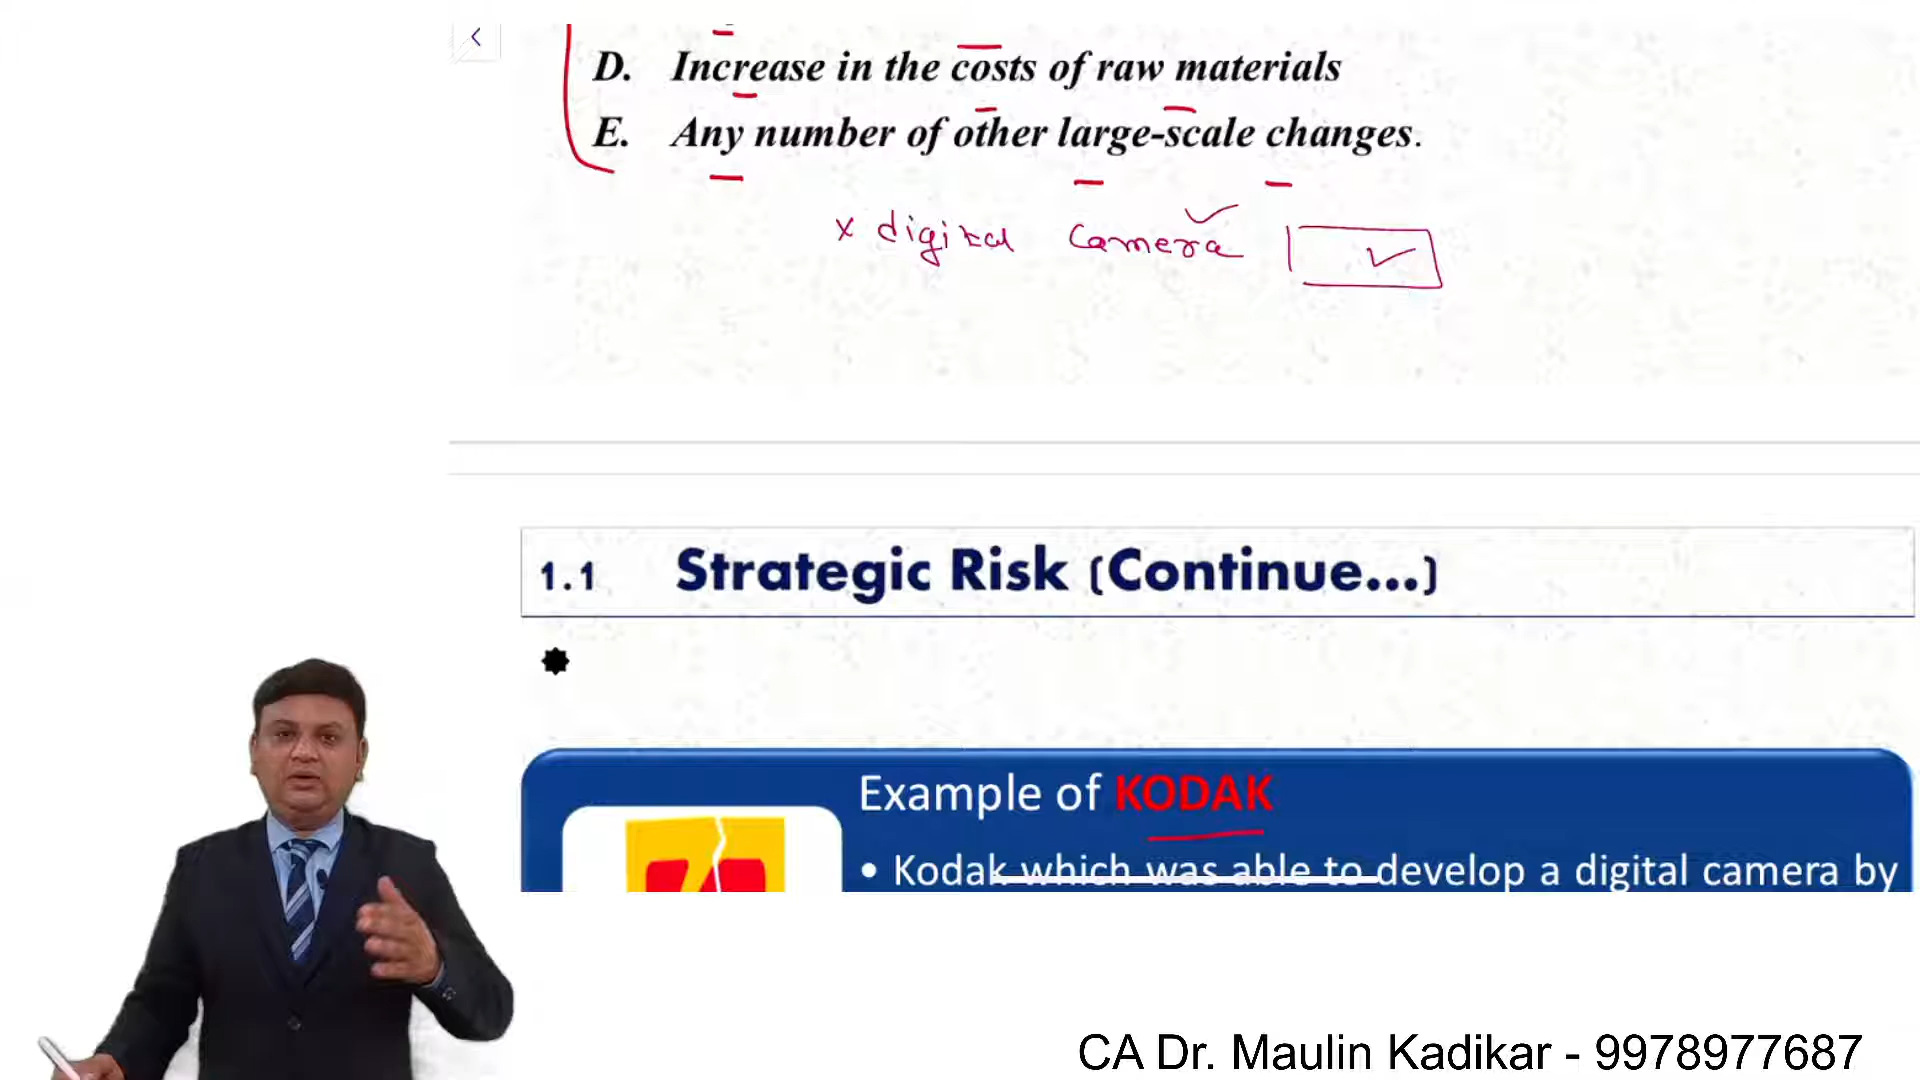 D. Increase in the costs of raw materials
E. Any number of other large-scale changes.
x digital camera
1.1 Strategic Risk (Continue...)
Example of KODAK
• Kodak which was able to develop a digital camera by
CA Dr. Maulin Kadikar - 9978977687